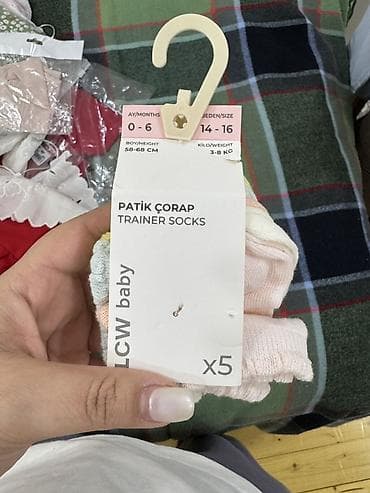 AY/MONTHS
0 - 6
BEDEN/SIZE
14 - 16
BOY/HEIGHT
58-68 CM
KİLO/WEIGHT
3-8 KG
PATİK ÇORAP
TRAINER SOCKS
LCW baby
x5